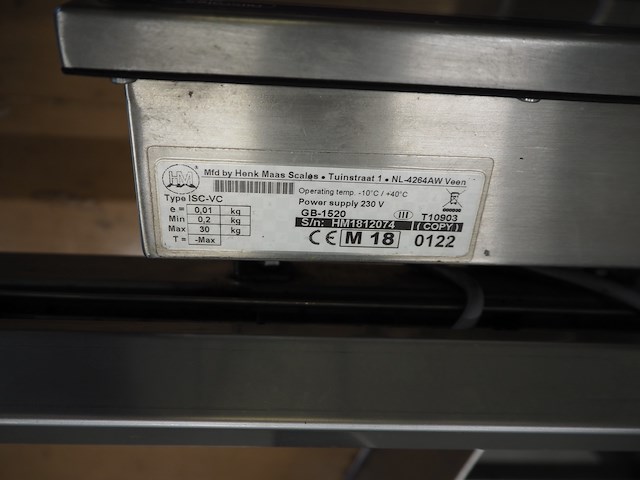 HM
Mfd by Henk Maas Scales • Tuinstraat 1 • NL-4264AW Veen
Operating temp. -10°C / +40°C
Type ISC-VC
Power supply 230 V
e = 0,01 kg
GB-1520 III T10903
Min 0,2 kg
S/n: HM1812074 (COPY)
Max 30 kg
CE M 18 0122
T = -Max